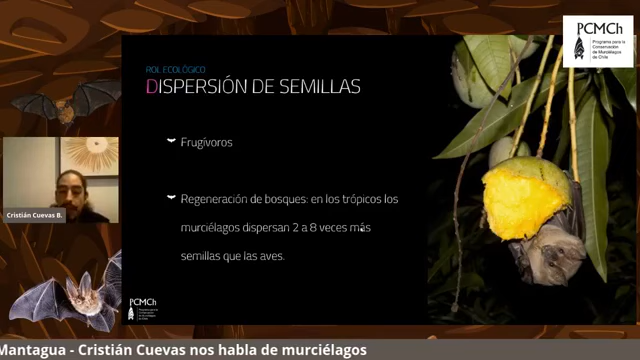 PCMCh
Programa para la
Conservación
de Murciélagos
de Chile
ROL ECOLÓGICO
DISPERSIÓN DE SEMILLAS
Frugívoros
Regeneración de bosques: en los trópicos los
murciélagos dispersan 2 a 8 veces más
semillas que las aves.
Cristián Cuevas B.
PCMCh
Mantagua - Cristián Cuevas nos habla de murciélagos